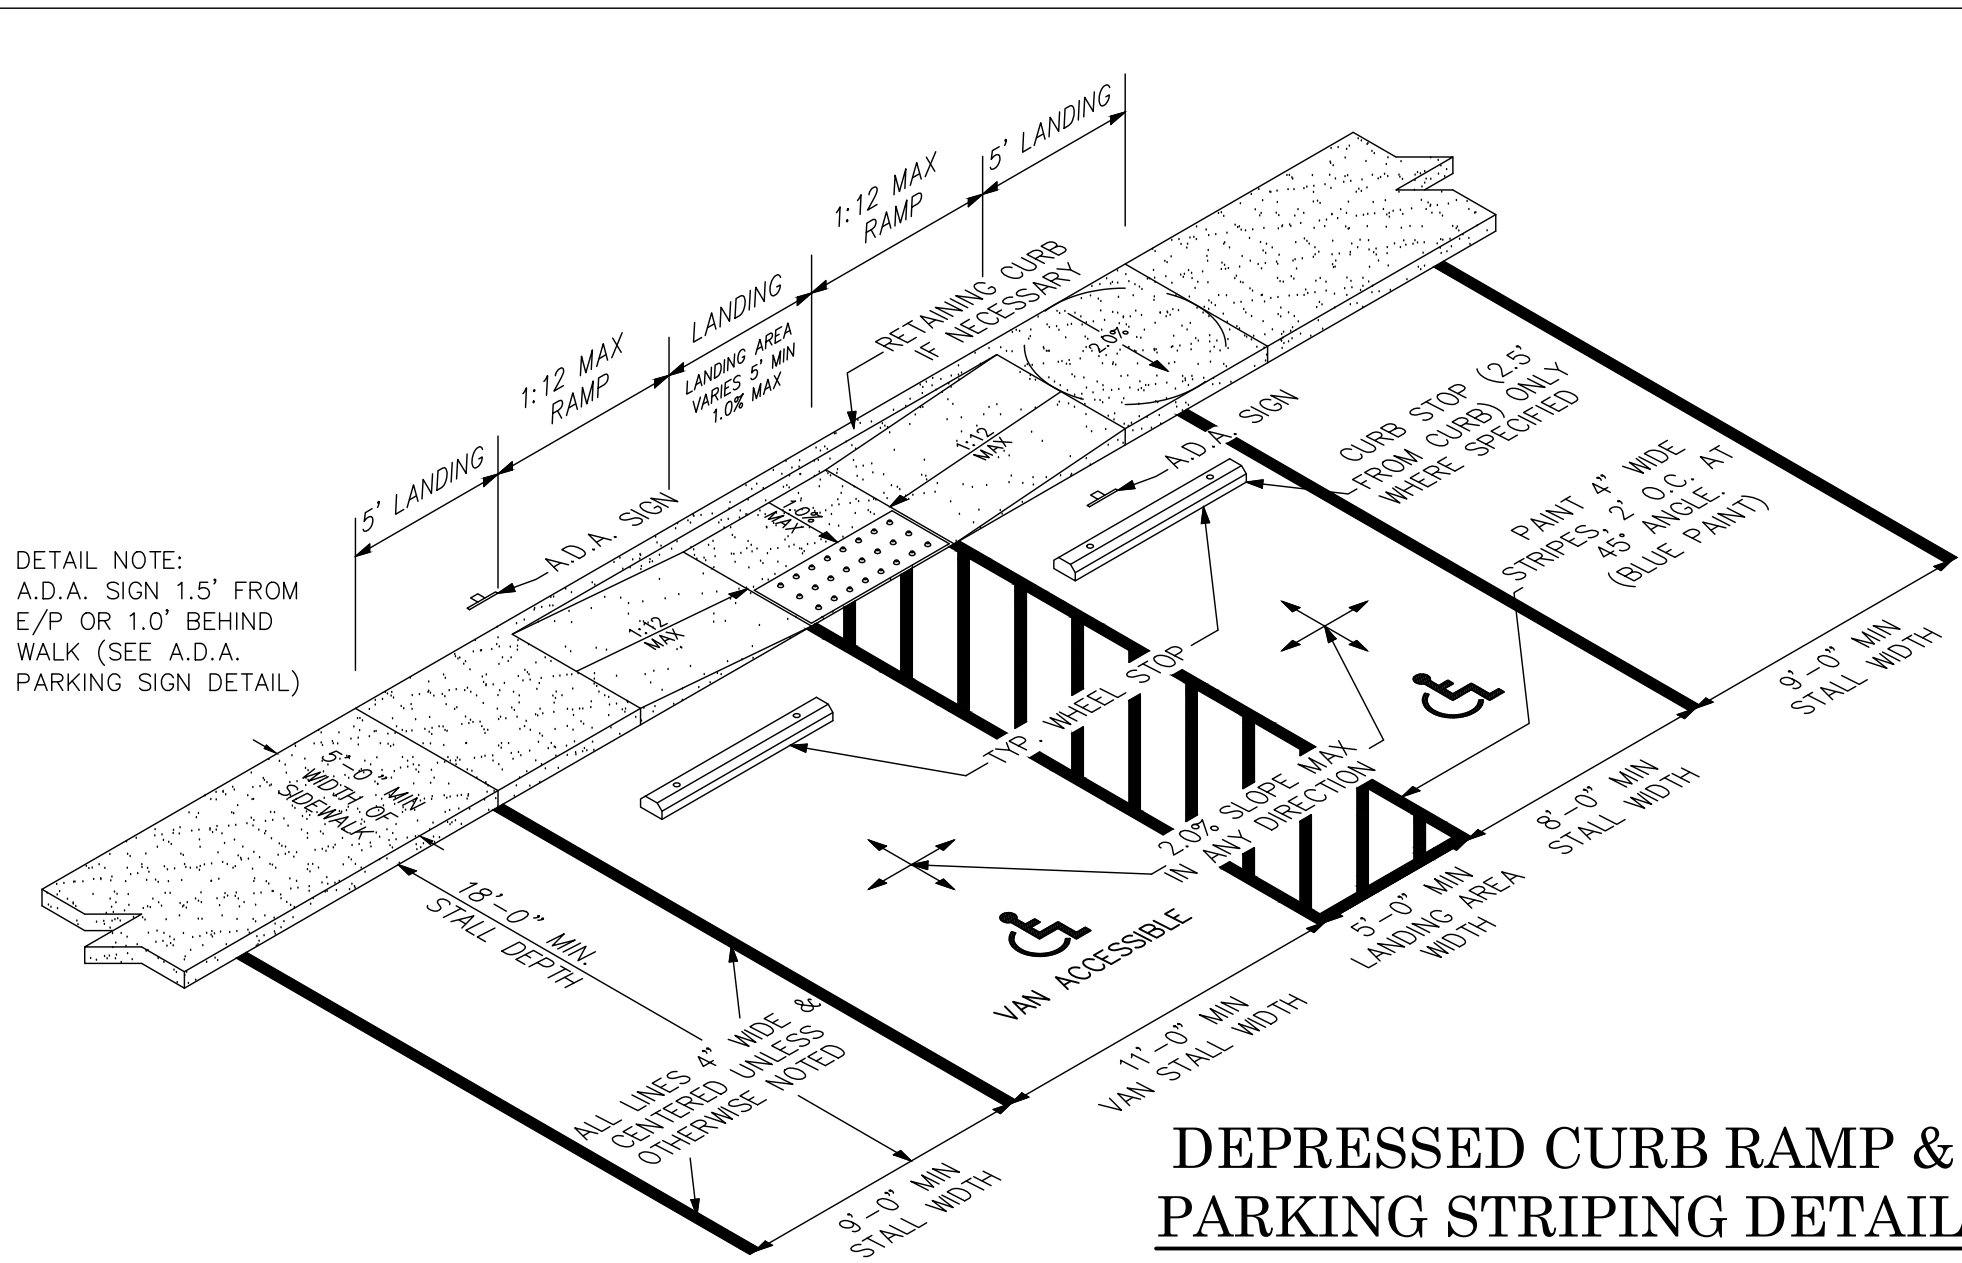 5' LANDING
1:12 MAX
RAMP
LANDING
LANDING AREA
VARIES 5' MIN
1.0% MAX
1:12 MAX
RAMP
5' LANDING
RETAINING CURB
IF NECESSARY
2.0%
A.D.A. SIGN
A.D.A. SIGN
1:12
MAX
1.0%
MAX
1:12
MAX
DETAIL NOTE:
A.D.A. SIGN 1.5' FROM
E/P OR 1.0' BEHIND
WALK (SEE A.D.A.
PARKING SIGN DETAIL)
CURB STOP (2.5'
FROM CURB) ONLY
WHERE SPECIFIED
PAINT 4" WIDE
STRIPES, 2' O.C. AT
45° ANGLE.
(BLUE PAINT)
5'-0" MIN
WIDTH OF
SIDEWALK
TYP. WHEEL STOP
2.0% SLOPE MAX
IN ANY DIRECTION
18'-0" MIN.
STALL DEPTH
VAN ACCESSIBLE
ALL LINES 4" WIDE &
CENTERED UNLESS
OTHERWISE NOTED
9'-0" MIN
STALL WIDTH
11'-0" MIN
VAN STALL WIDTH
5'-0" MIN
LANDING AREA
WIDTH
8'-0" MIN
STALL WIDTH
9'-0" MIN
STALL WIDTH
DEPRESSED CURB RAMP &
PARKING STRIPING DETAIL